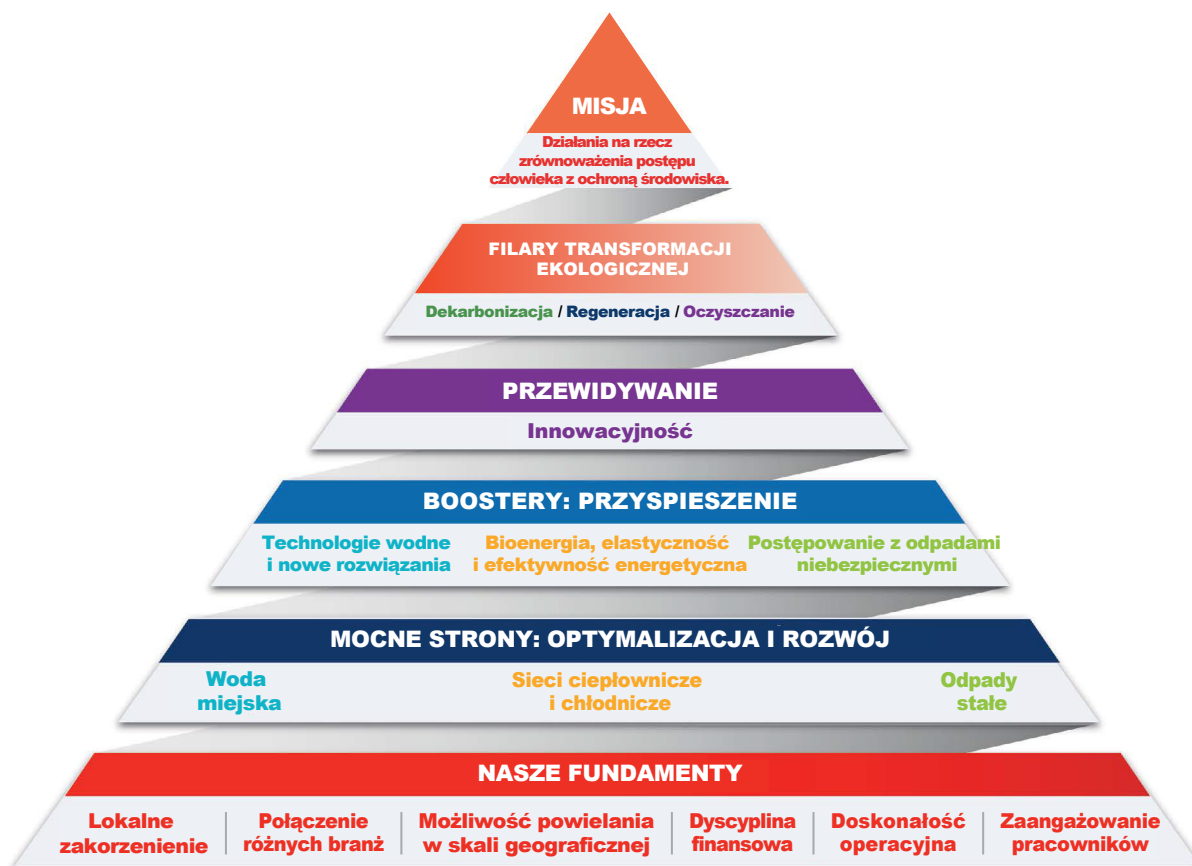 MISJA
Działania na rzecz
zrównoważenia postępu
człowieka z ochroną środowiska.
FILARY TRANSFORMACJI
EKOLOGICZNEJ
Dekarbonizacja / Regeneracja / Oczyszczanie
PRZEWIDYWANIE
Innowacyjność
BOOSTERY: PRZYSPIESZENIE
Technologie wodne
i nowe rozwiązania
Bioenergia, elastyczność
i efektywność energetyczna
Postępowanie z odpadami
niebezpiecznymi
MOCNE STRONY: OPTYMALIZACJA I ROZWÓJ
Woda
miejska
Sieci ciepłownicze
i chłodnicze
Odpady
stałe
NASZE FUNDAMENTY
Lokalne
zakorzenienie
Połączenie
różnych branż
Możliwość powielania
w skali geograficznej
Dyscyplina
finansowa
Doskonałość
operacyjna
Zaangażowanie
pracowników